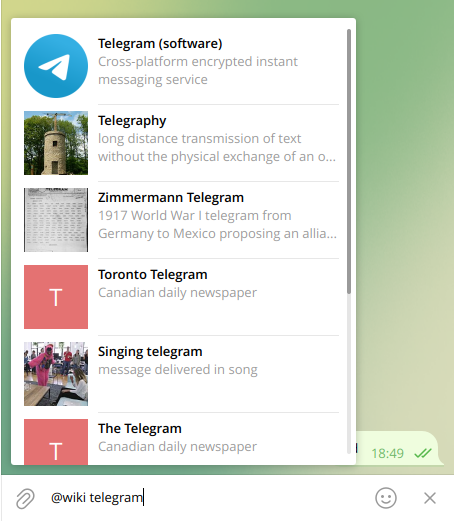 Telegram (software)
Cross-platform encrypted instant
messaging service
Telegraphy
long distance transmission of text
without the physical exchange of an o...
Zimmermann Telegram
1917 World War I telegram from
Germany to Mexico proposing an allia...
T
Toronto Telegram
Canadian daily newspaper
Singing telegram
message delivered in song
T
The Telegram
Canadian daily newspaper
18:49
@wiki telegram